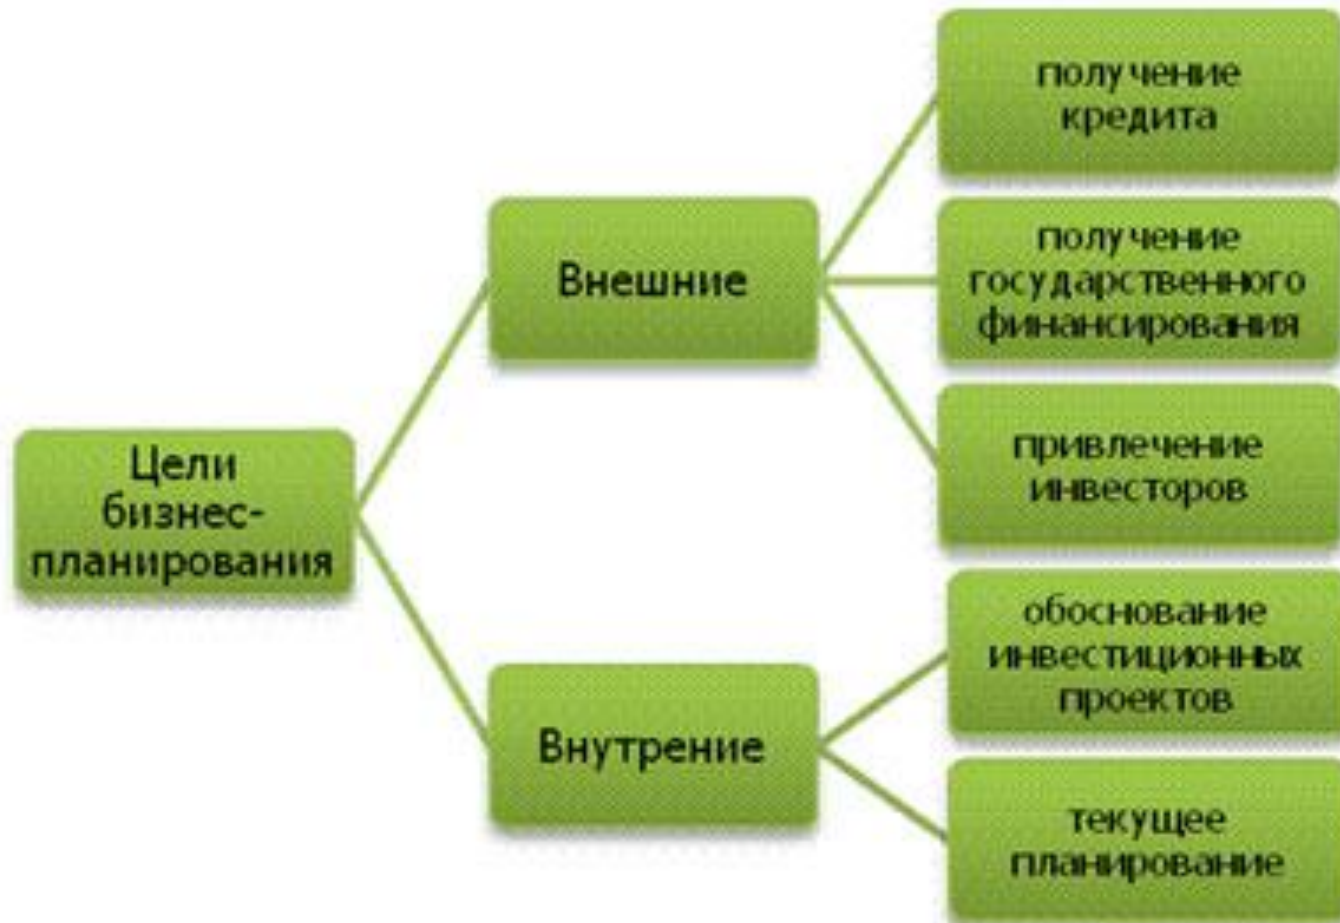 Цели
бизнес-
планирования
Внешние
получение
кредита
получение
государственного
финансирования
привлечение
инвесторов
Внутрение
обоснование
инвестиционных
проектов
текущее
планирование